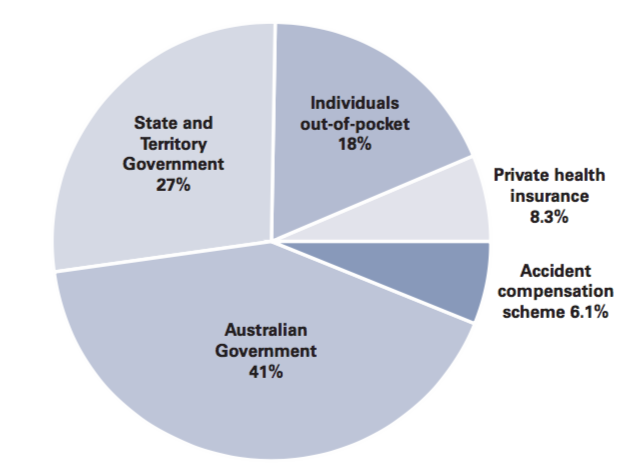 Individuals
out-of-pocket
18%
State and
Territory
Government
27%
Private health
insurance
8.3%
Accident
compensation
scheme 6.1%
Australian
Government
41%